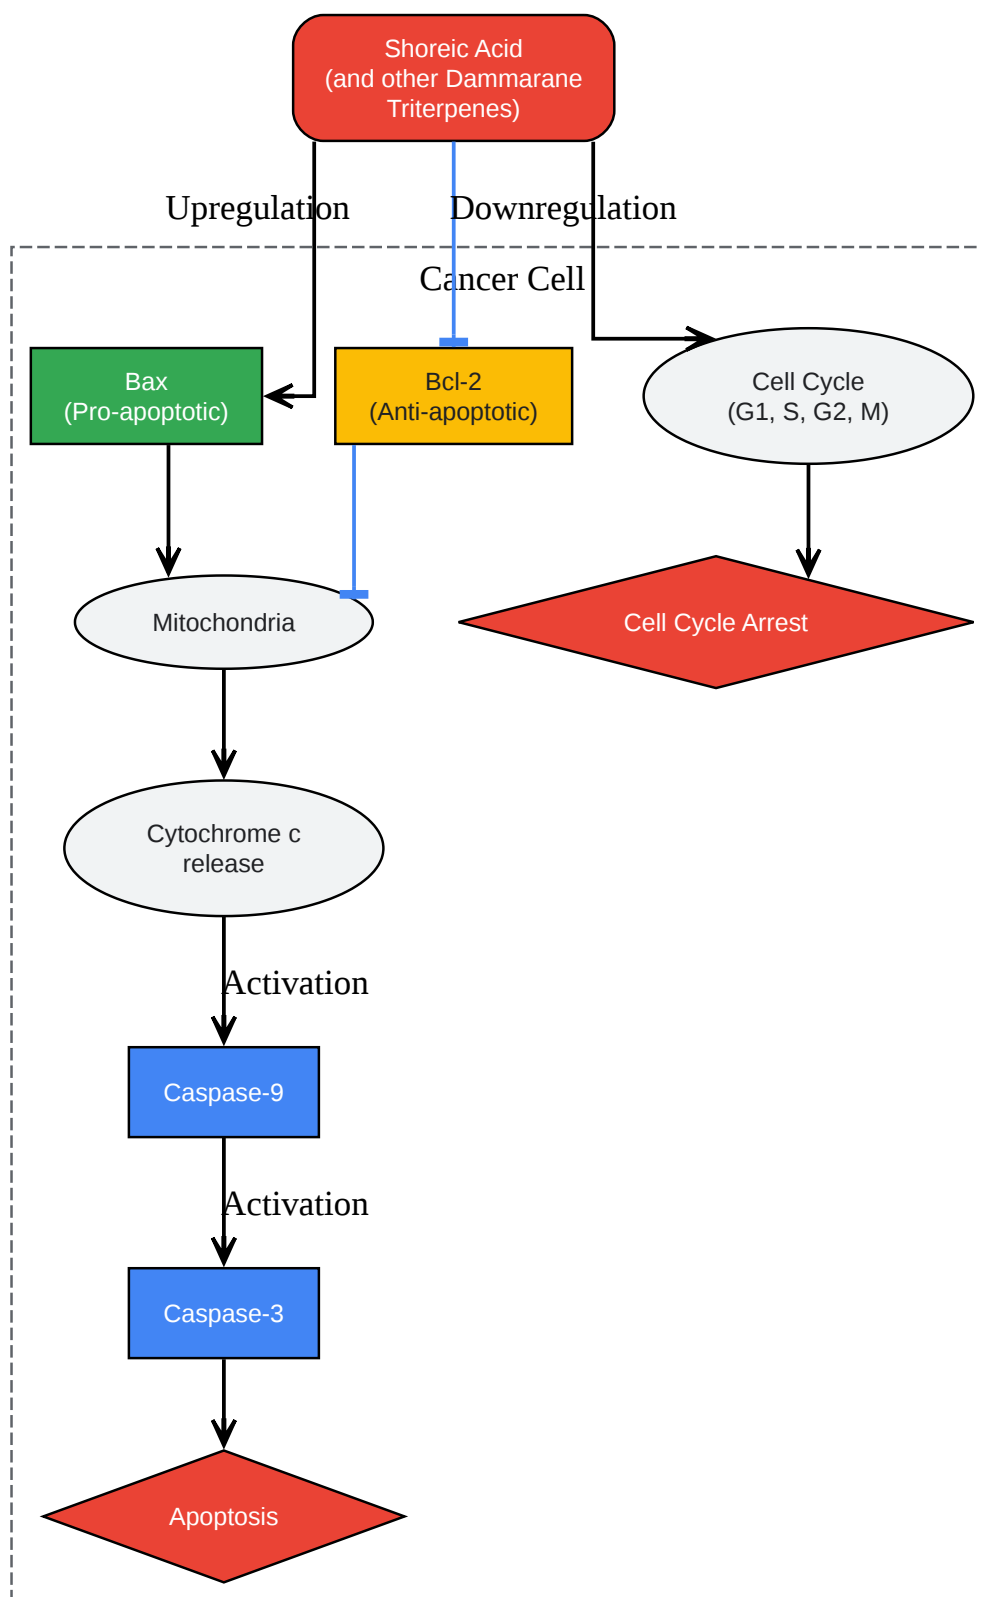 Shoreic Acid
(and other Dammarane
Triterpenes)
Upregulation
Downregulation
Cancer Cell
Bax
(Pro-apoptotic)
Bcl-2
(Anti-apoptotic)
Cell Cycle
(G1, S, G2, M)
Mitochondria
Cell Cycle Arrest
Cytochrome c
release
Activation
Caspase-9
Activation
Caspase-3
Apoptosis